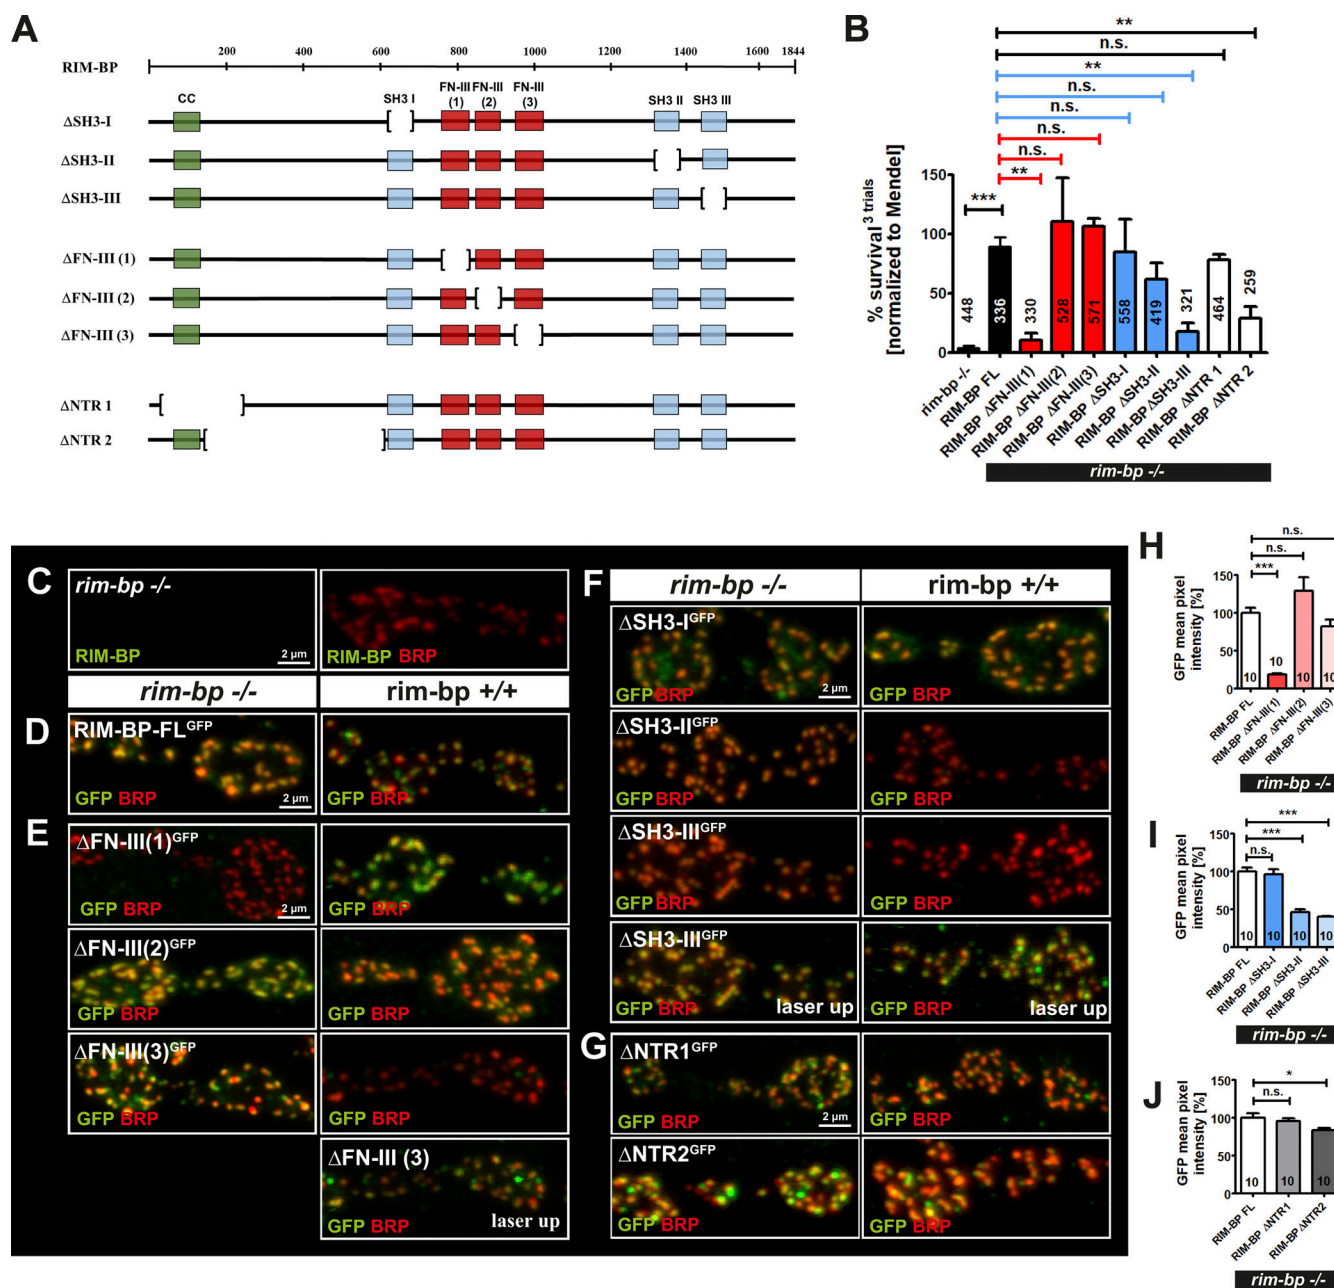 A
200 400 600 800 1000 1200 1400 1600 1844
RIM-BP
CC SH3 I FN-III (1) FN-III (2) FN-III (3) SH3 II SH3 III
ΔSH3-I
ΔSH3-II
ΔSH3-III
ΔFN-III (1)
ΔFN-III (2)
ΔFN-III (3)
ΔNTR 1
ΔNTR 2
B
**
n.s.
**
n.s.
n.s.
n.s.
n.s.
**
***
% survival 3 trials
[normalized to Mendel]
150
100
50
0
448 336 330 528 571 558 419 321 464 259
rim-bp -/-
RIM-BP FL
RIM-BP ΔFN-III(1)
RIM-BP ΔFN-III(2)
RIM-BP ΔFN-III(3)
RIM-BP ΔSH3-I
RIM-BP ΔSH3-II
RIM-BP ΔSH3-III
RIM-BP ΔNTR 1
RIM-BP ΔNTR 2
rim-bp -/-
C
rim-bp -/-
RIM-BP 2 µm
RIM-BP BRP
rim-bp -/- rim-bp +/+
D
RIM-BP-FL GFP
GFP BRP 2 µm
GFP BRP
E
ΔFN-III(1)GFP
GFP BRP 2 µm
GFP BRP
ΔFN-III(2)GFP
GFP BRP
GFP BRP
ΔFN-III(3)GFP
GFP BRP
GFP BRP
ΔFN-III (3)
GFP BRP laser up
F
rim-bp -/- rim-bp +/+
ΔSH3-IGFP
GFP BRP 2 µm
GFP BRP
ΔSH3-IIGFP
GFP BRP
GFP BRP
ΔSH3-IIIGFP
GFP BRP
GFP BRP
ΔSH3-IIIGFP
GFP BRP laser up
GFP BRP laser up
G
ΔNTR1GFP
GFP BRP 2 µm
GFP BRP
ΔNTR2GFP
GFP BRP
GFP BRP
H
n.s.
n.s.
***
GFP mean pixel
intensity [%]
150
100
50
0
10 10 10 10
RIM-BP FL
RIM-BP ΔFN-III(1)
RIM-BP ΔFN-III(2)
RIM-BP ΔFN-III(3)
rim-bp -/-
I
***
***
n.s.
GFP mean pixel
intensity [%]
150
100
50
0
10 10 10 10
RIM-BP FL
RIM-BP ΔSH3-I
RIM-BP ΔSH3-II
RIM-BP ΔSH3-III
rim-bp -/-
J
*
n.s.
GFP mean pixel
intensity [%]
150
100
50
0
10 10 10
RIM-BP FL
RIM-BP ΔNTR1
RIM-BP ΔNTR2
rim-bp -/-